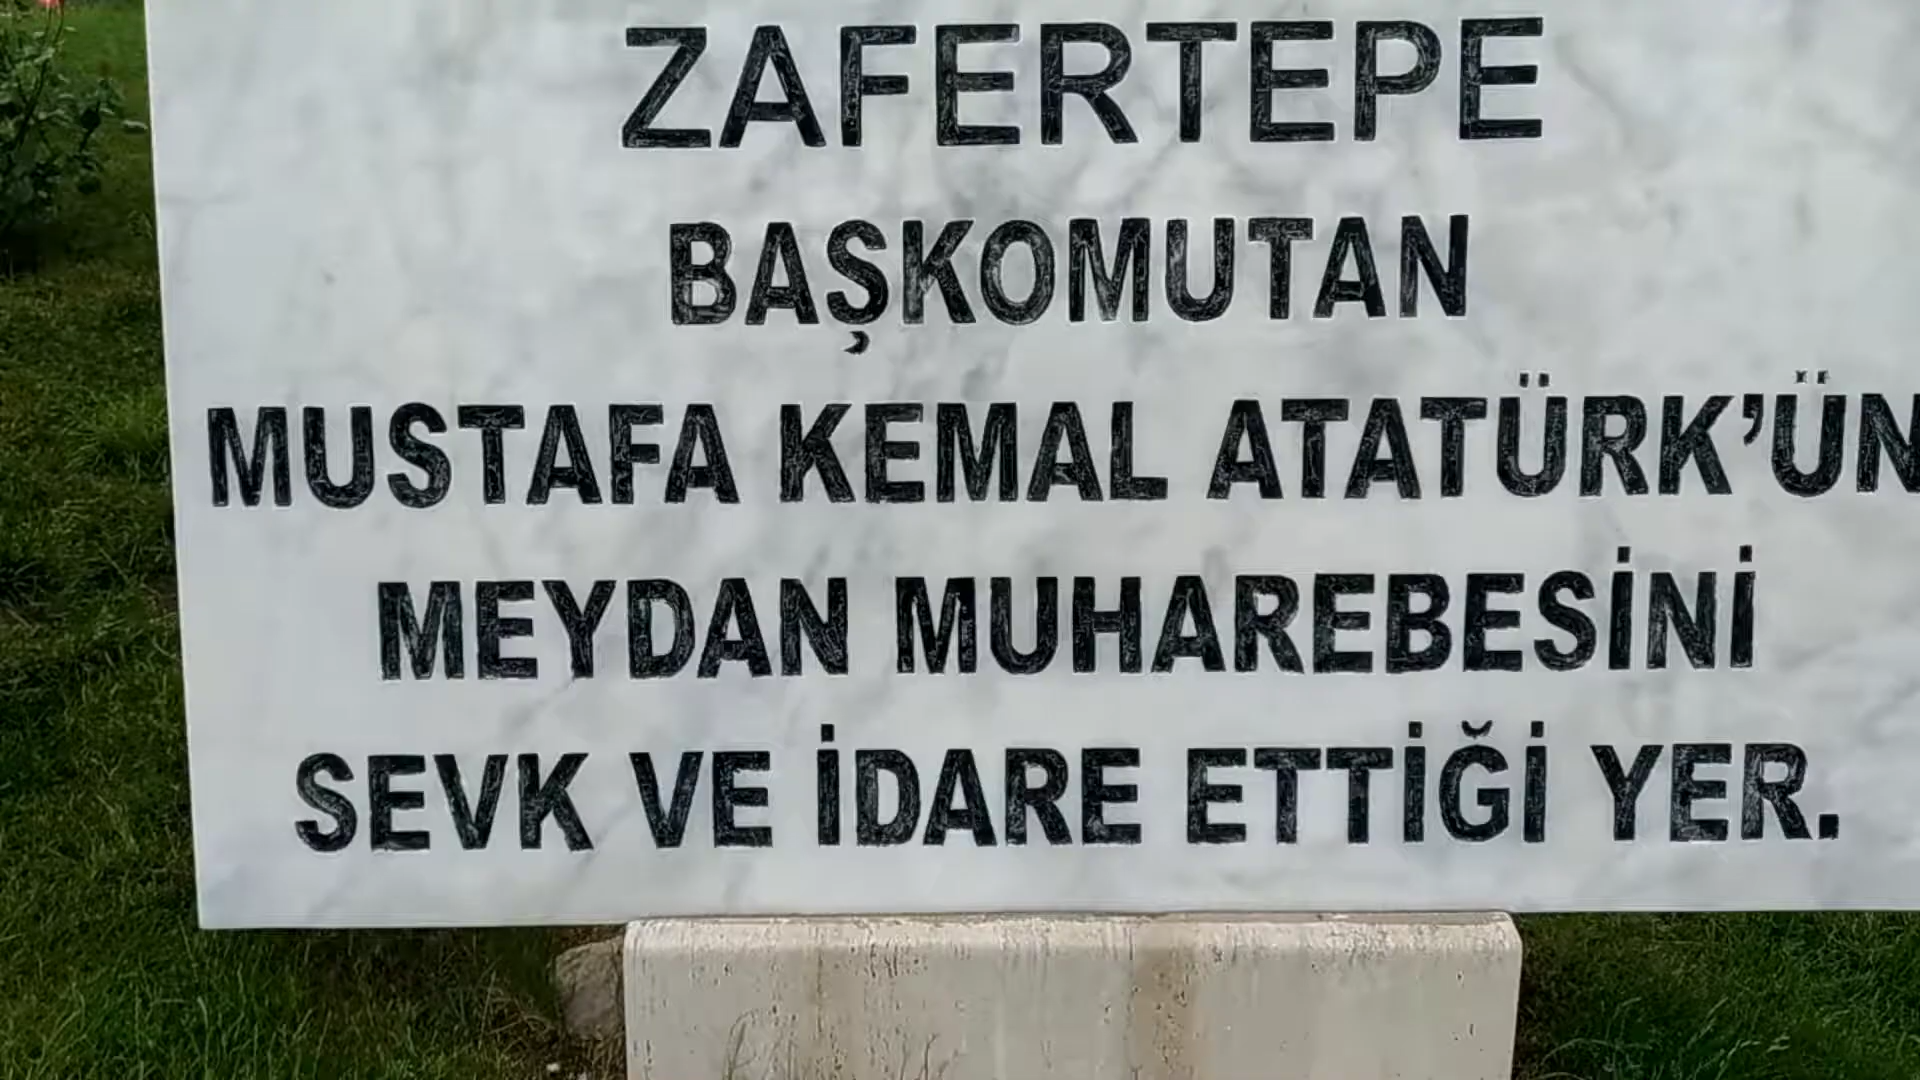 ZAFERTEPE
BAŞKOMUTAN
MUSTAFA KEMAL ATATÜRK'ÜN
MEYDAN MUHAREBESİNİ
SEVK VE İDARE ETTİĞİ YER.